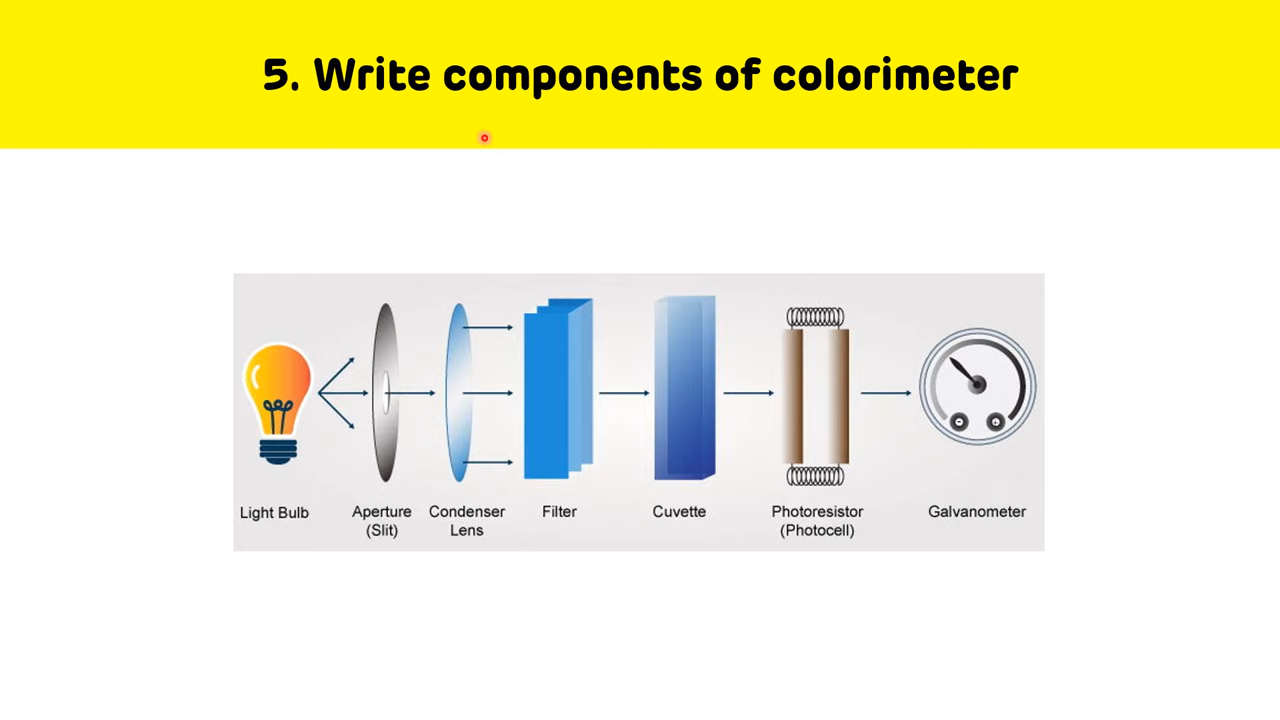 5. Write components of colorimeter
Light Bulb
Aperture
(Slit)
Condenser
Lens
Filter
Cuvette
Photoresistor
(Photocell)
Galvanometer